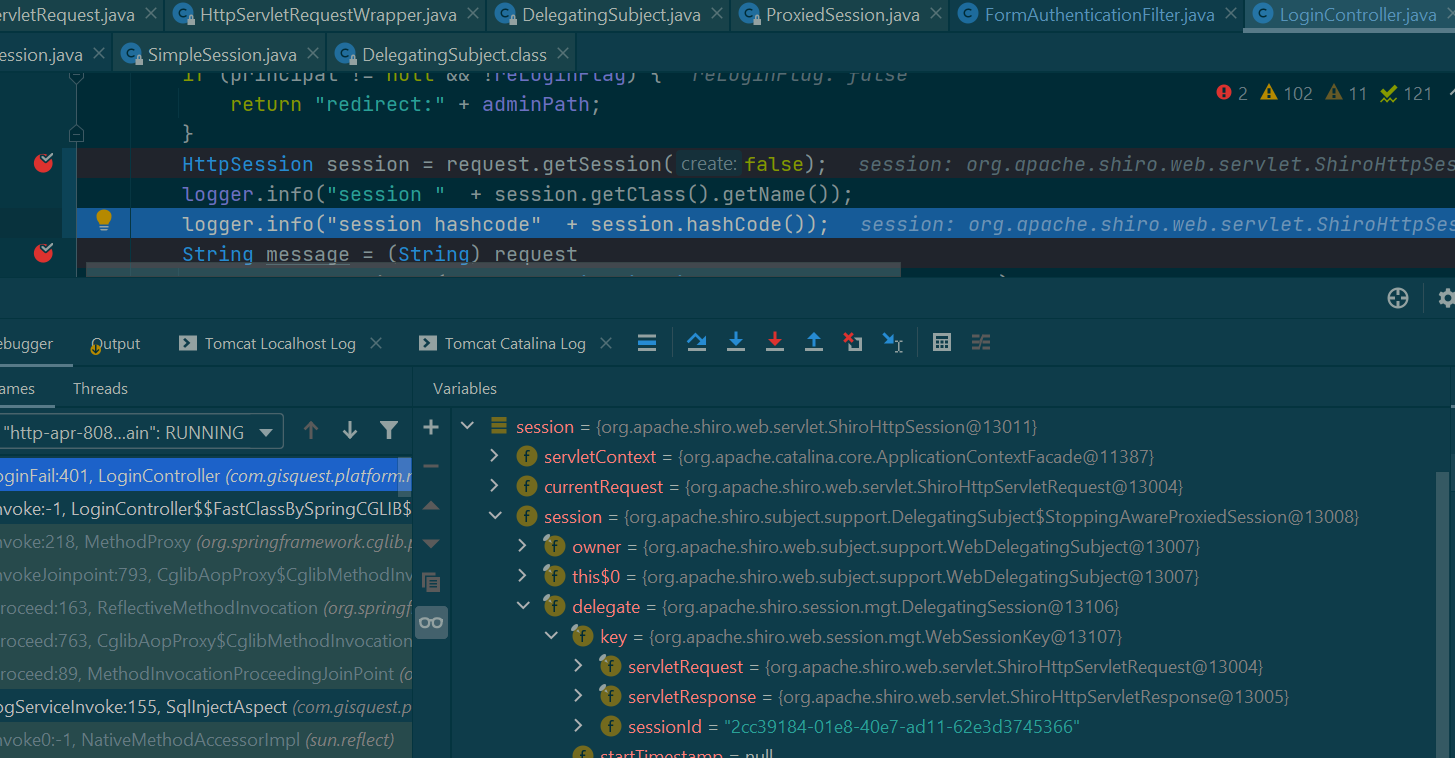 rvletRequest.java HttpServletRequestWrapper.java DelegatingSubject.java ProxiedSession.java FormAuthenticationFilter.java LoginController.java
ession.java SimpleSession.java DelegatingSubject.class
if (principal != null && !reLoginFlag) { reLoginFlag: false
return "redirect:" + adminPath;
}
2 102 11 121
HttpSession session = request.getSession( create: false); session: org.apache.shiro.web.servlet.ShiroHttpSes
logger.info("session " + session.getClass().getName());
logger.info("session hashcode" + session.hashCode()); session: org.apache.shiro.web.servlet.ShiroHttpSes
String message = (String) request
ebugger Output Tomcat Localhost Log Tomcat Catalina Log
ames Threads Variables
"http-apr-808...ain": RUNNING
session = {org.apache.shiro.web.servlet.ShiroHttpSession@13011}
servletContext = {org.apache.catalina.core.ApplicationContextFacade@11387}
oginFail:401, LoginController (com.gisquest.platform.r
currentRequest = {org.apache.shiro.web.servlet.ShiroHttpServletRequest@13004}
nvoke:-1, LoginController$$FastClassBySpringCGLIB$
session = {org.apache.shiro.subject.support.DelegatingSubject$StoppingAwareProxiedSession@13008}
nvoke:218, MethodProxy (org.springframework.cglib.p
owner = {org.apache.shiro.web.subject.support.WebDelegatingSubject@13007}
nvokeJoinpoint:793, CglibAopProxy$CglibMethodInv
this$0 = {org.apache.shiro.web.subject.support.WebDelegatingSubject@13007}
roceed:163, ReflectiveMethodInvocation (org.springf
delegate = {org.apache.shiro.session.mgt.DelegatingSession@13106}
roceed:763, CglibAopProxy$CglibMethodInvocation
key = {org.apache.shiro.web.session.mgt.WebSessionKey@13107}
roceed:89, MethodInvocationProceedingJoinPoint (o
servletRequest = {org.apache.shiro.web.servlet.ShiroHttpServletRequest@13004}
servletResponse = {org.apache.shiro.web.servlet.ShiroHttpServletResponse@13005}
ogServiceInvoke:155, SqlInjectAspect (com.gisquest.p
sessionId = "2cc39184-01e8-40e7-ad11-62e3d3745366"
nvoke0:-1, NativeMethodAccessorImpl (sun.reflect)
startTimestamp = null